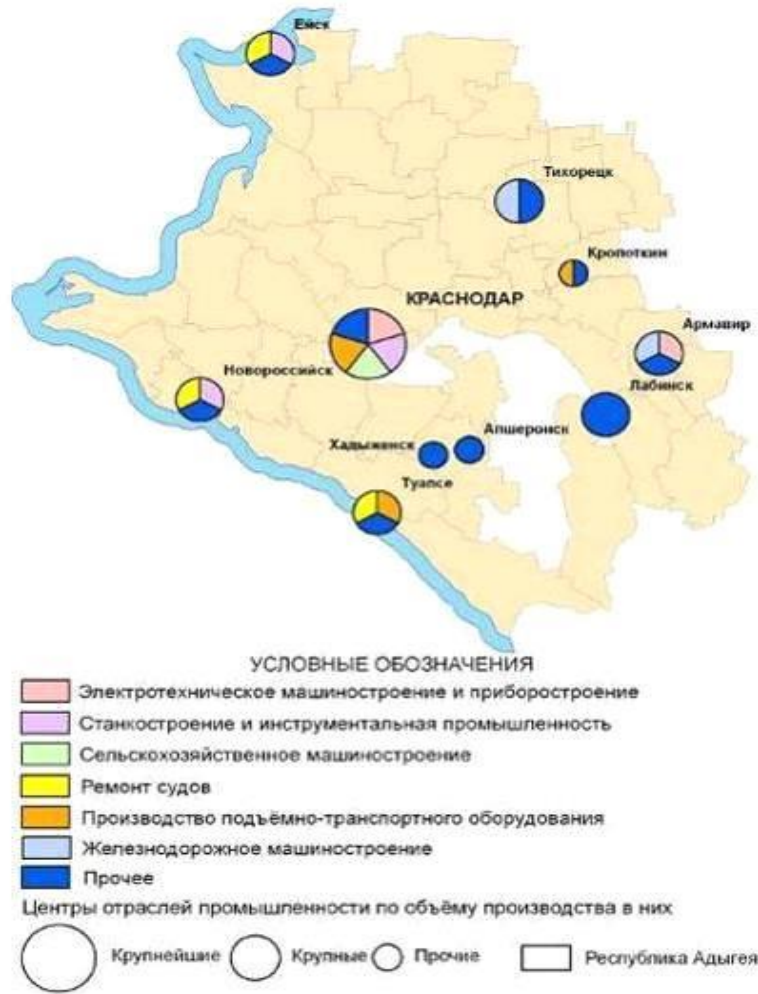 Ейск
Тихорецк
Кропоткин
КРАСНОДАР
Армавир
Новороссийск
Лабинск
Апшеронск
Хадыженск
Туапсе
УСЛОВНЫЕ ОБОЗНАЧЕНИЯ
Электротехническое машиностроение и приборостроение
Станкостроение и инструментальная промышленность
Сельскохозяйственное машиностроение
Ремонт судов
Производство подъёмно-транспортного оборудования
Железнодорожное машиностроение
Прочее
Центры отраслей промышленности по объёму производства в них
Крупнейшие Крупные Прочие Республика Адыгея